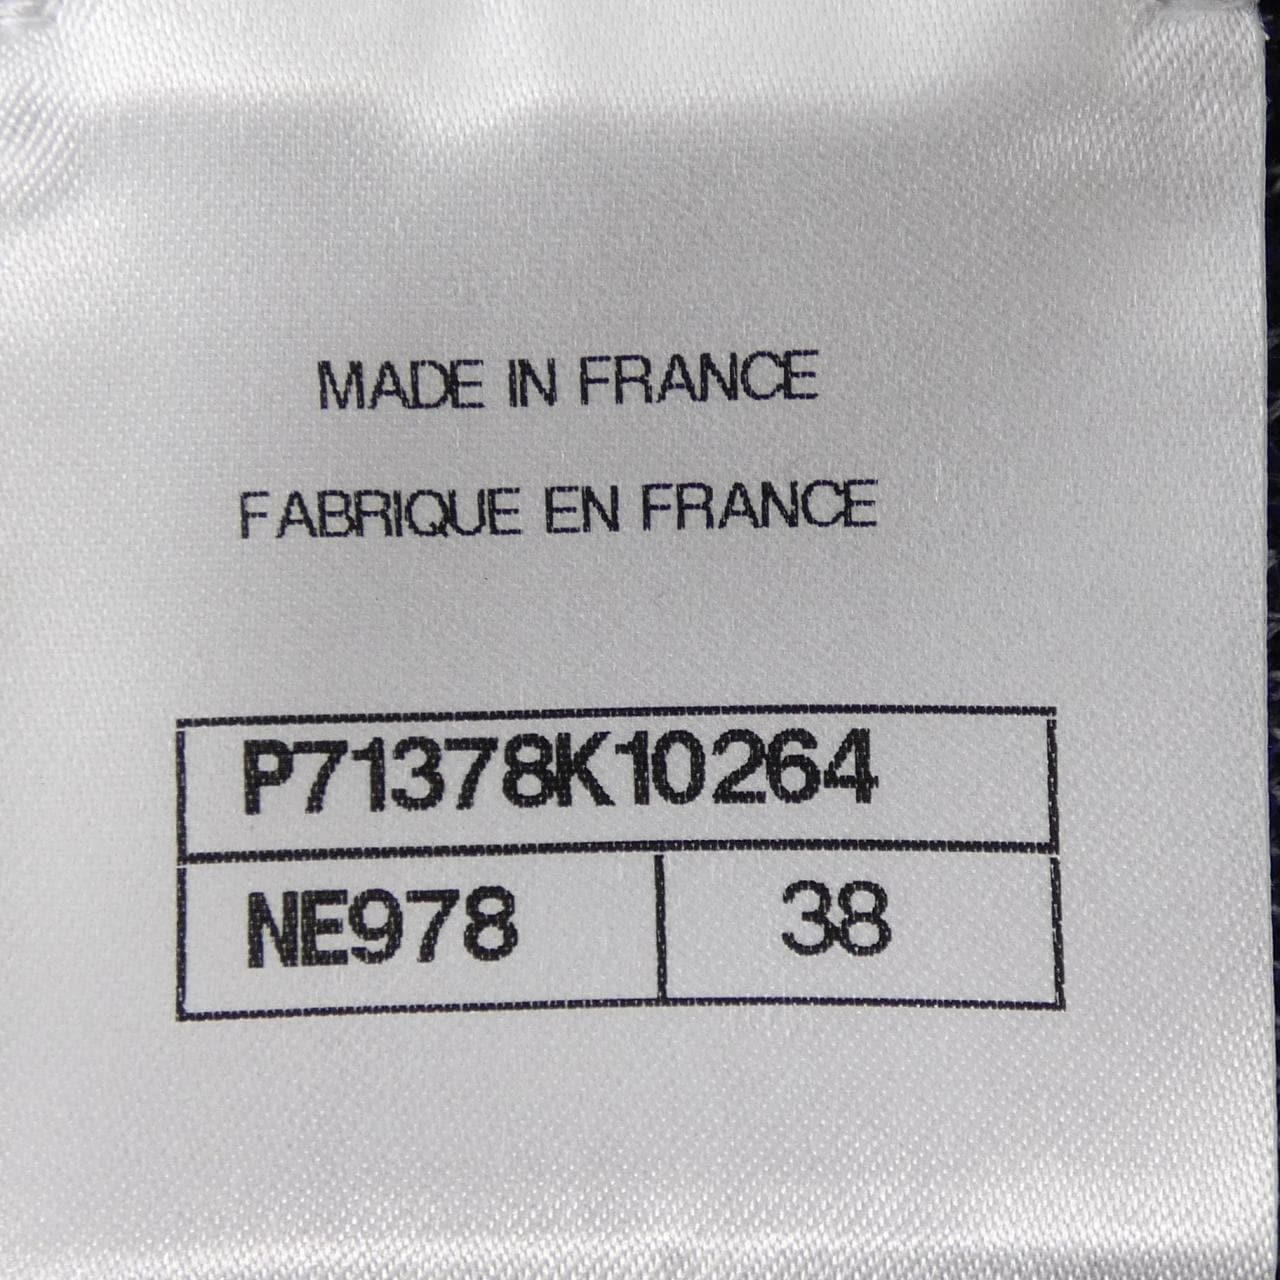 MADE IN FRANCE
FABRIQUE EN FRANCE
P71378K10264
NE978 38